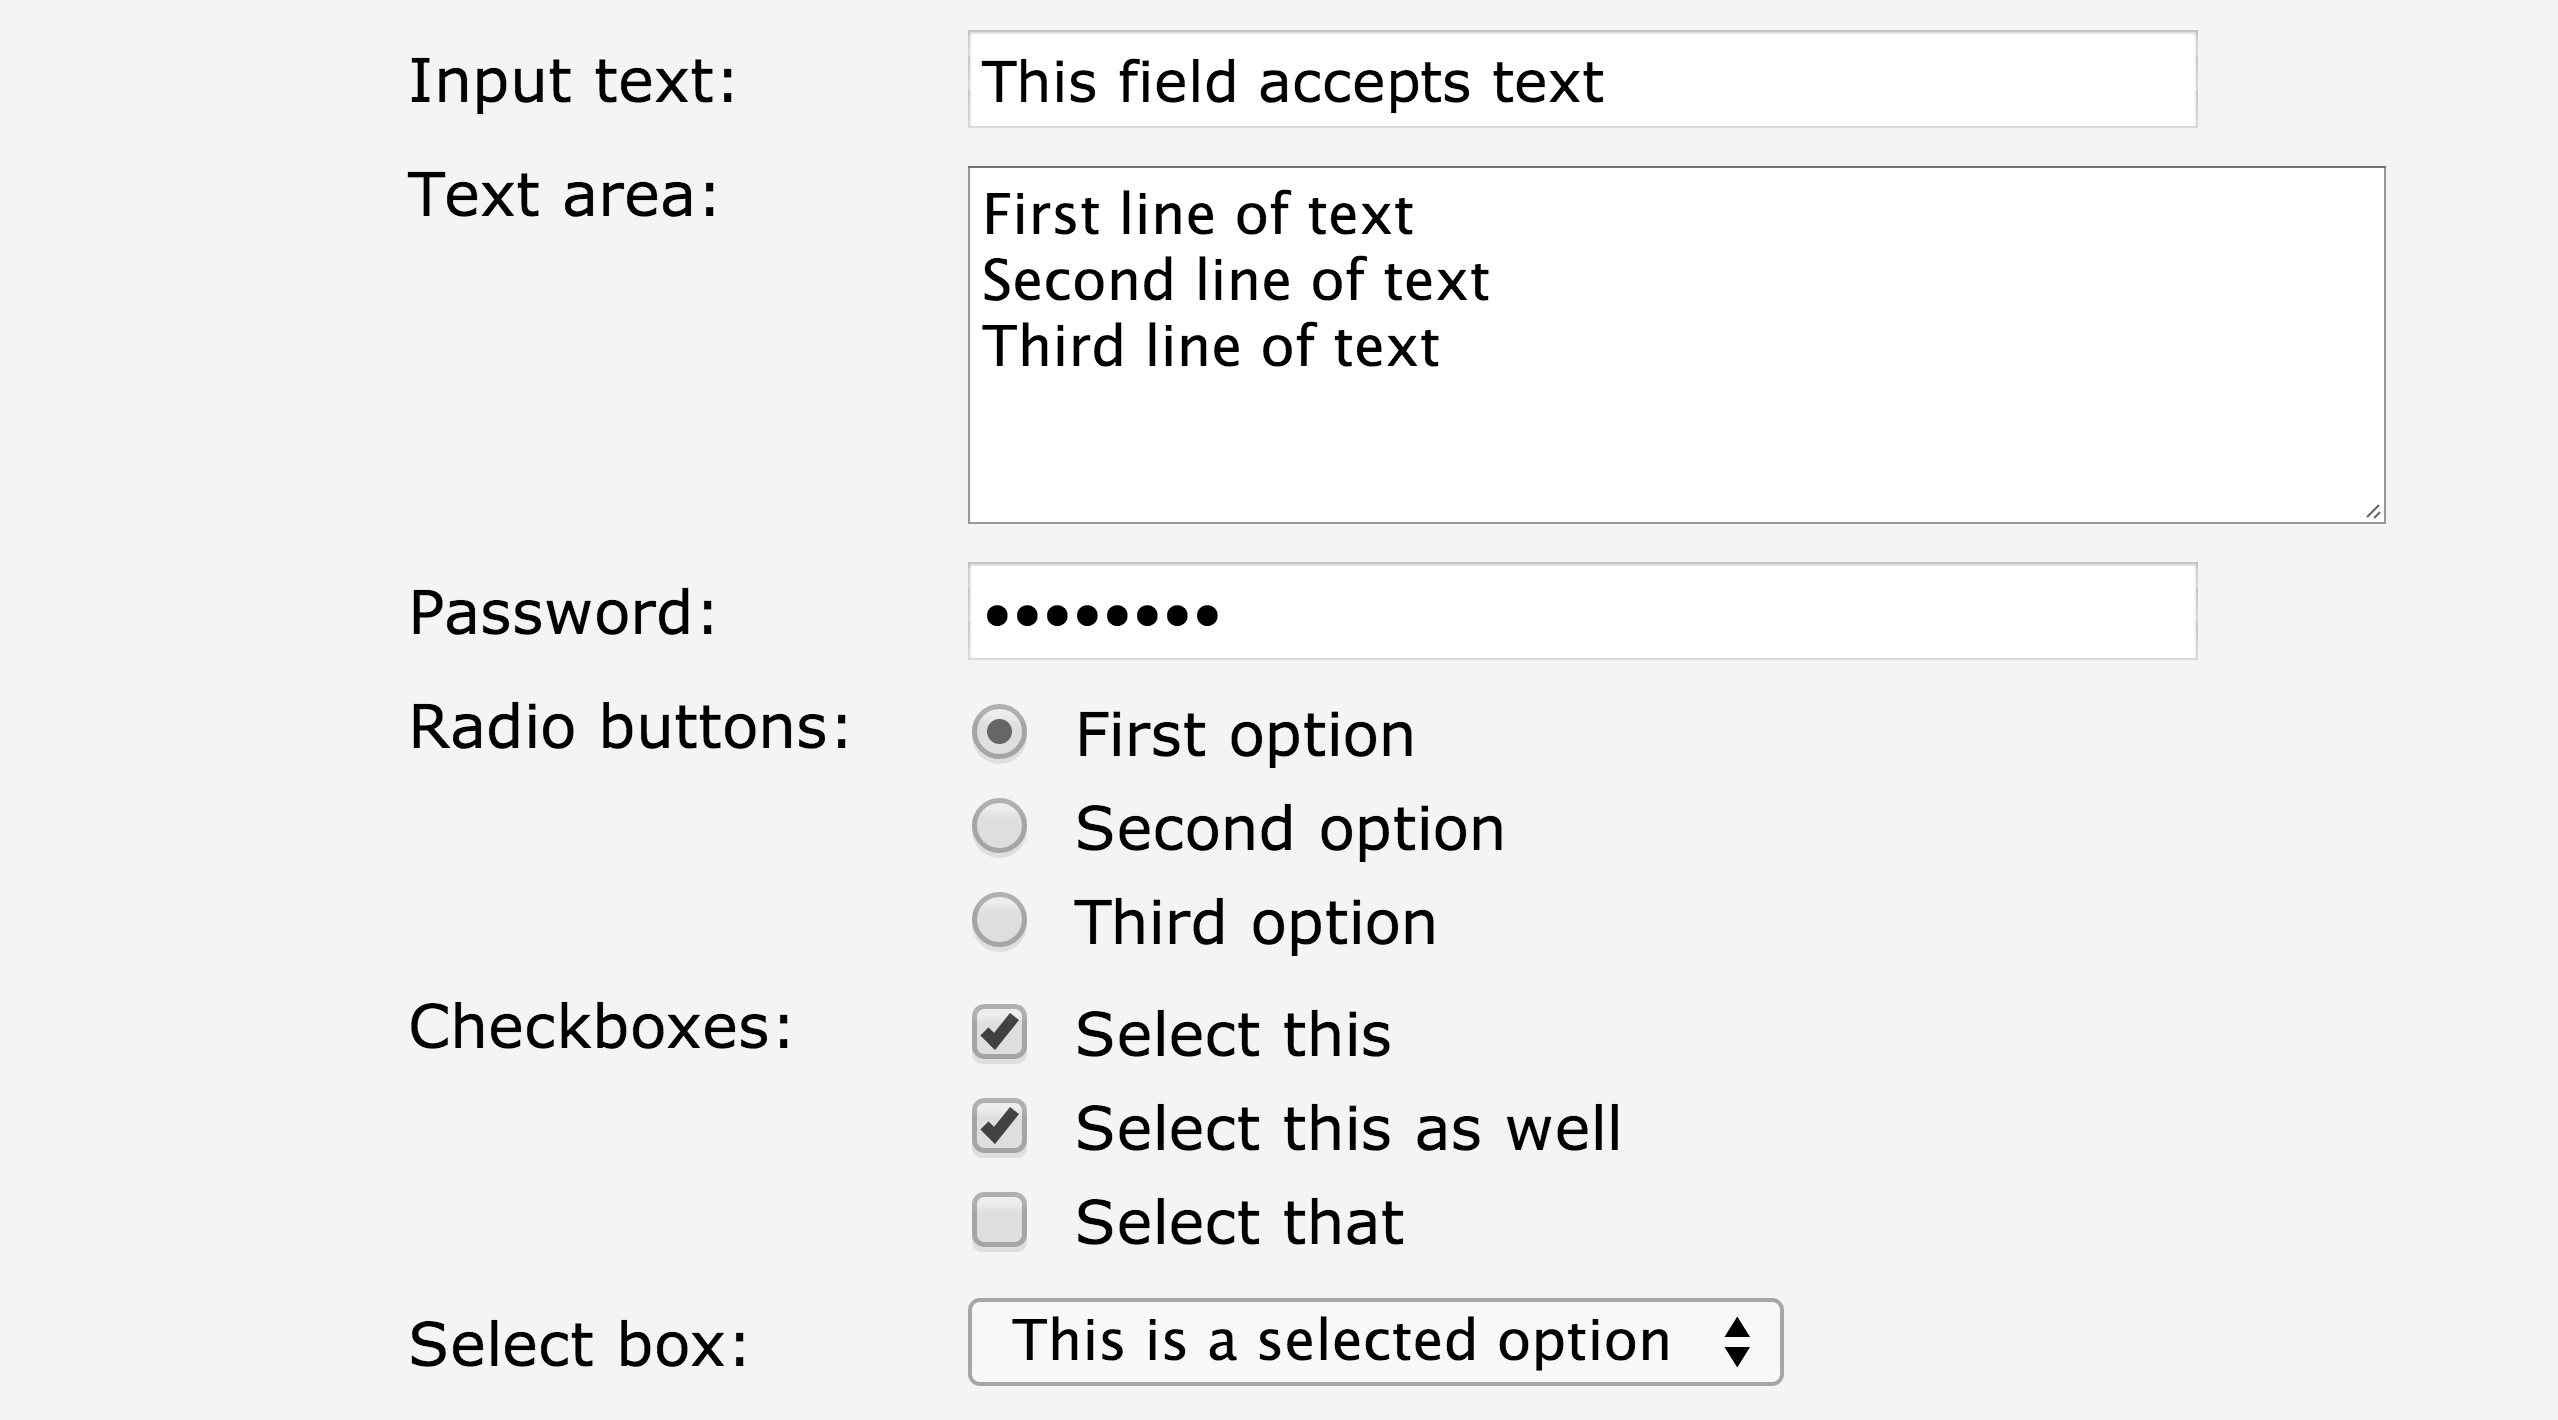 Input text: This field accepts text
Text area: First line of text
Second line of text
Third line of text
Password: ••••••••
Radio buttons: First option
Second option
Third option
Checkboxes: Select this
Select this as well
Select that
Select box: This is a selected option